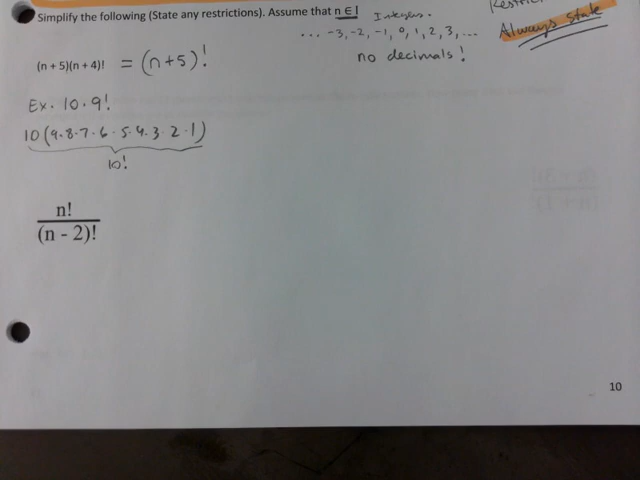 Simplify the following (State any restrictions). Assume that n ∈ I Integers.
Always state
... -3, -2, -1, 0, 1, 2, 3, ...
no decimals!
(n + 5)(n + 4)! = (n+5)!
Ex. 10·9!
10(9·8·7·6·5·4·3·2·1)
10!
n!
(n - 2)!
10